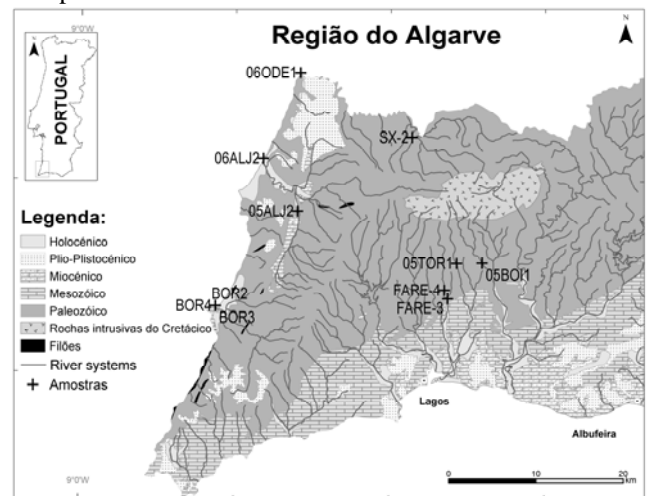 9°0'W
Região do Algarve
N
N
PORTUGAL
06ODE1
SX-2
06ALJ2
05ALJ2
Legenda:
Holocénico
Plio-Plistocénico
Miocénico
Mesozóico
Paleozóico
Rochas intrusivas do Cretácico
Filões
River systems
Amostras
05TOR1
05BOI1
FARE-4
FARE-3
BOR2
BOR4
BOR3
Lagos
Albufeira
9°0'W
0 10 20
km